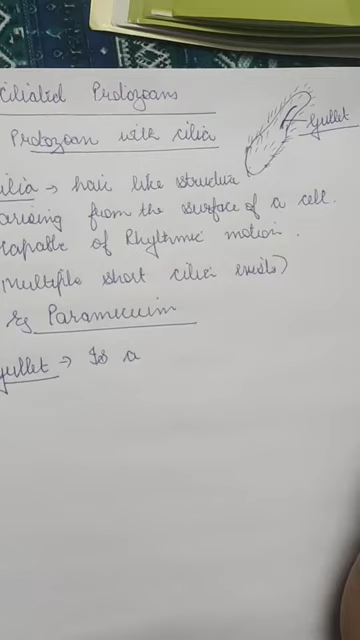 Ciliated Protozoans
Gullet
Protozoan with cilia
cilia → hair like structure
arising from the surface of a cell.
capable of Rhythmic motion.
(Multiple short cilia exists)
Eg Paramecium
gullet → Is a